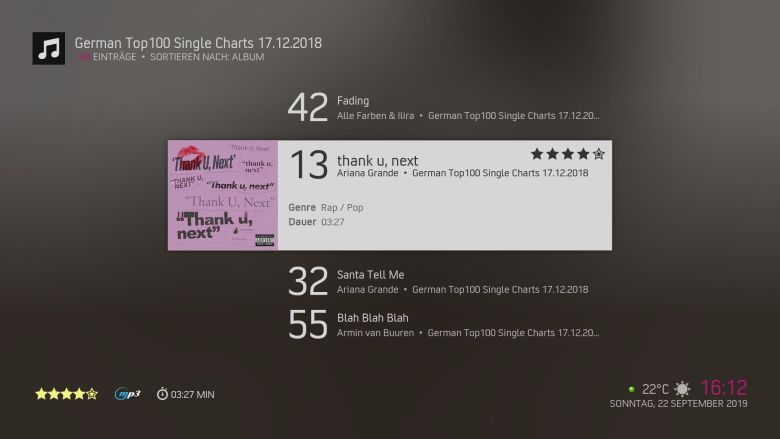 German Top100 Single Charts 17.12.2018
100 EINTRÄGE • SORTIEREN NACH: ALBUM
42 Fading
Alle Farben & Ilira • German Top100 Single Charts 17.12.20...
"Thank U, Next"
'Thank U, Next'
"thank u, next"
"THANK U, NEXT"
"Thank u, next"
"Thank U, Next"
"Thank u, next"
13 thank u, next
Ariana Grande • German Top100 Single Charts 17.12.2018
Genre Rap / Pop
Dauer 03:27
32 Santa Tell Me
Ariana Grande • German Top100 Single Charts 17.12.2018
55 Blah Blah Blah
Armin van Buuren • German Top100 Single Charts 17.12.20...
mp3 03:27 MIN
22°C 16:12
SONNTAG, 22 SEPTEMBER 2019